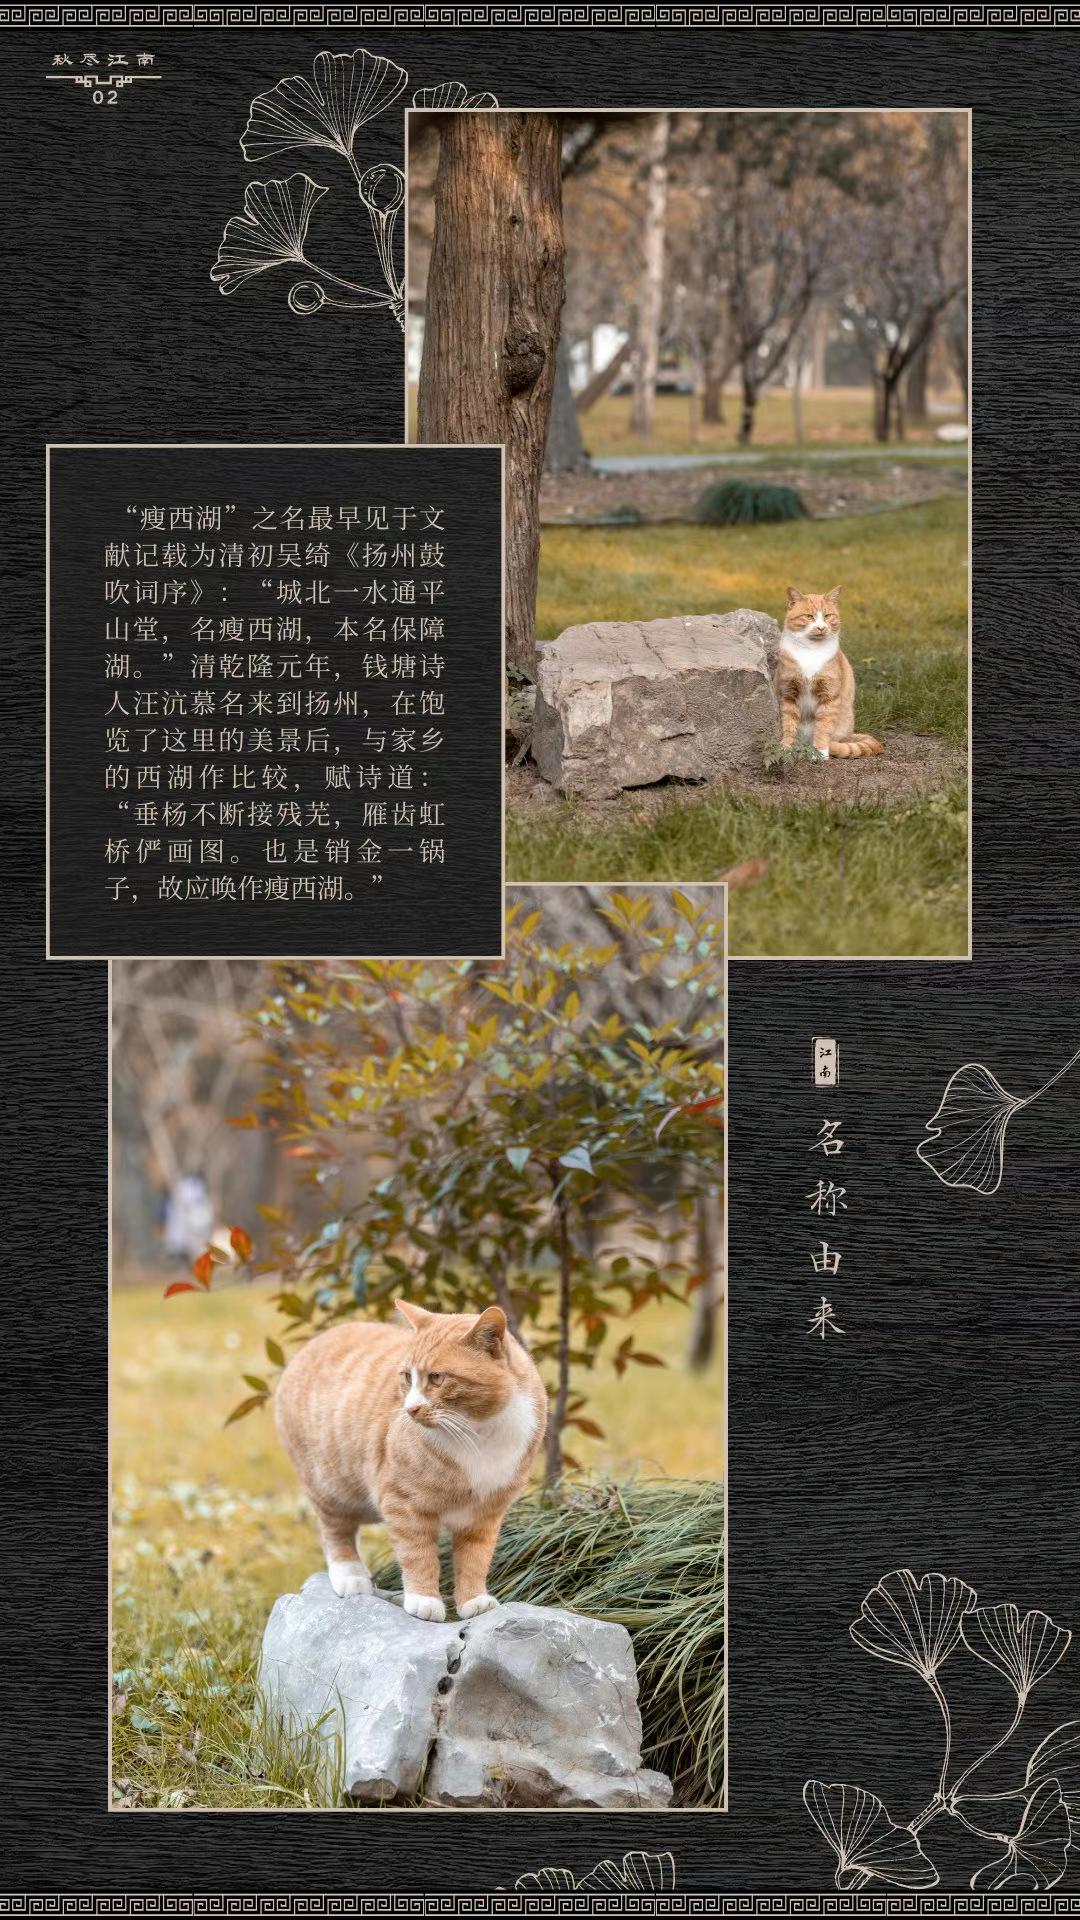 秋尽江南
02
“瘦西湖”之名最早见于文
献记载为清初吴绮《扬州鼓
吹词序》：“城北一水通平
山堂，名瘦西湖，本名保障
湖。”清乾隆元年，钱塘诗
人汪沆慕名来到扬州，在饱
览了这里的美景后，与家乡
的西湖作比较，赋诗道：
“垂杨不断接残芜，雁齿虹
桥俨画图。也是销金一锅
子，故应唤作瘦西湖。”
江南
名称由来